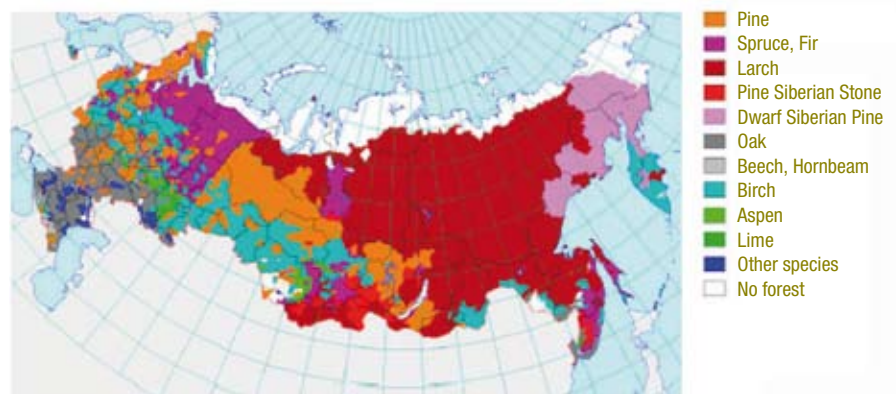 Pine
Spruce, Fir
Larch
Pine Siberian Stone
Dwarf Siberian Pine
Oak
Beech, Hornbeam
Birch
Aspen
Lime
Other species
No forest